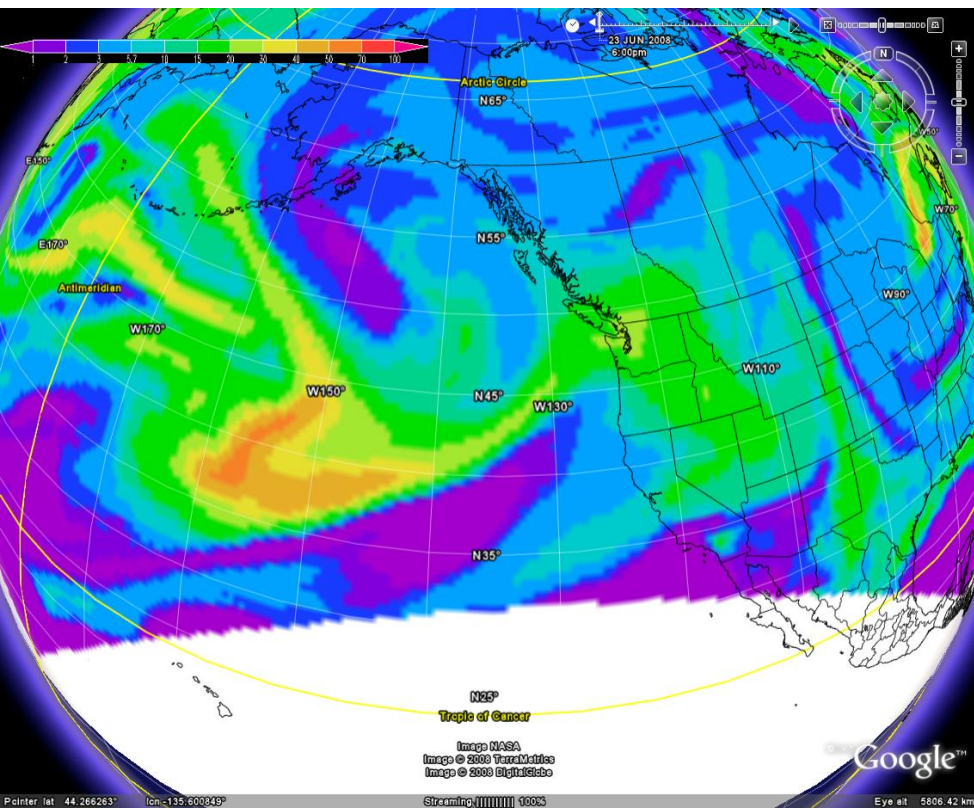 23 JUN 2008
6:00pm
N
1 2 3 5.7 10 15 20 30 40 50 70 100
Arctic Circle
N65°
E150°
W50°
W70°
E170°
N55°
Antimeridian
W90°
W170°
W110°
W150°
N45°
W130°
N35°
N25°
Tropic of Cancer
Image NASA
Image © 2008 TerraMetrics
Image © 2008 DigitalGlobe
Google™
Pointer lat 44.266263° lon -135.600849° Streaming |||||||||| 100% Eye alt 5806.42 km